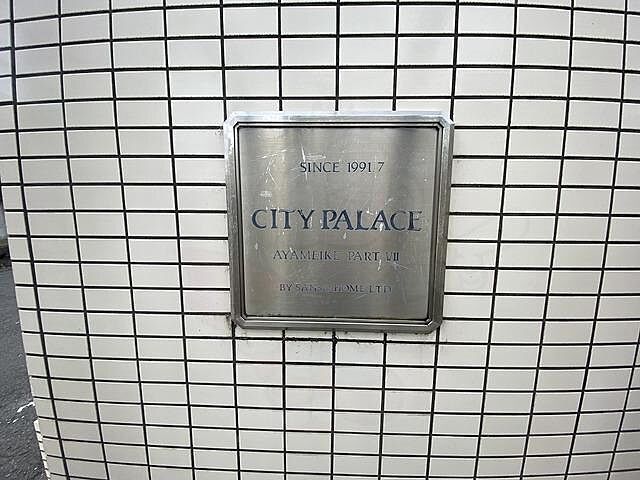 SINCE 1991 7
CITY PALACE
AYAMEIKE PART VII
BY HOME LTD